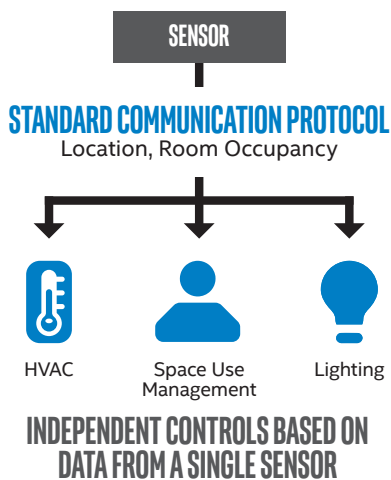 SENSOR
STANDARD COMMUNICATION PROTOCOL
Location, Room Occupancy
HVAC
Space Use
Management
Lighting
INDEPENDENT CONTROLS BASED ON
DATA FROM A SINGLE SENSOR